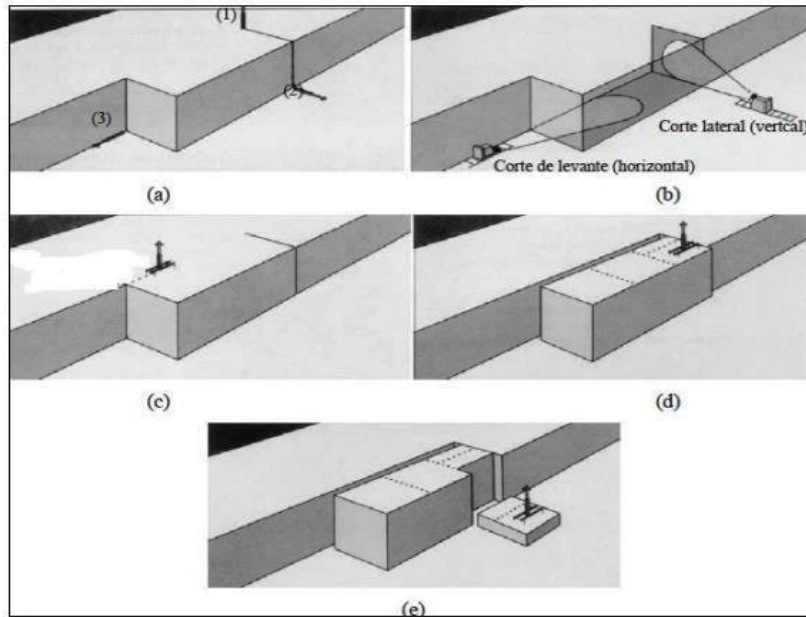 (1)
(2)
(3)
(a)
Corte lateral (vertcal)
Corte de levante (horizontal)
(b)
(c)
(d)
(e)